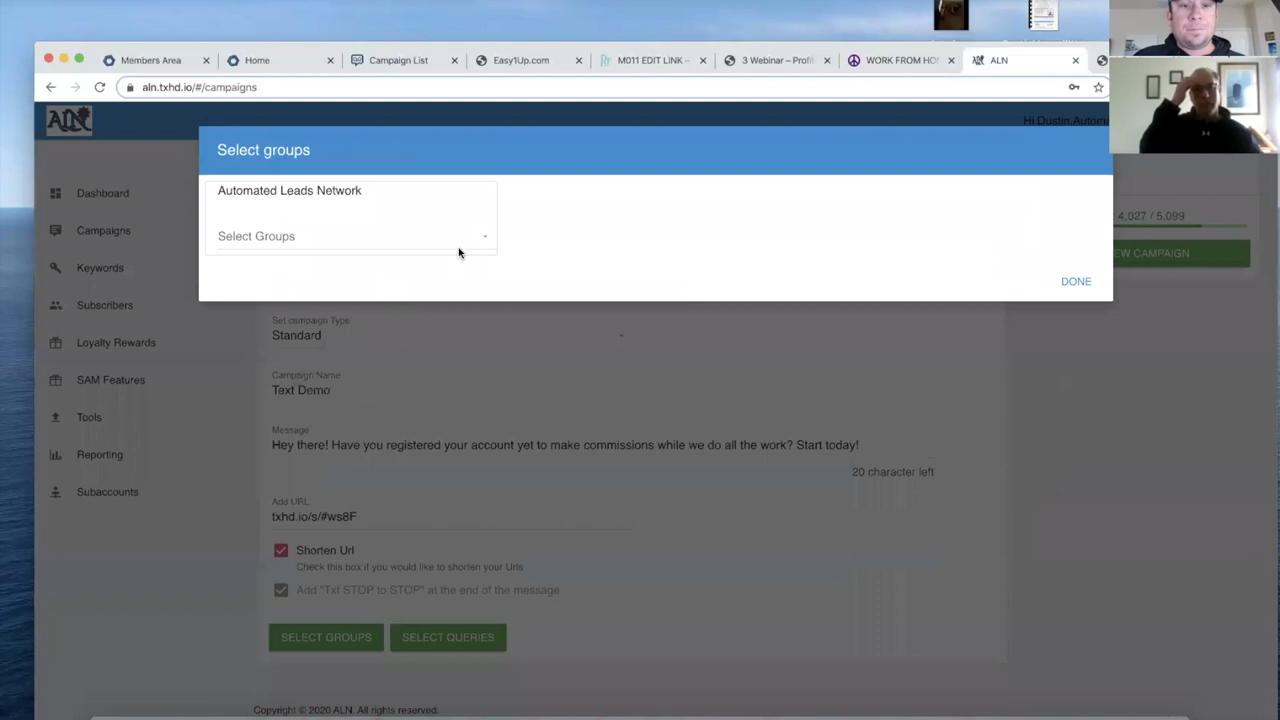 Members Area
Home
Campaign List
Easy1Up.com
M011 EDIT LINK –
3 Webinar – Profi
WORK FROM HO
ALN
aln.txhd.io/#/campaigns
ALN
Hi Dustin,Automa
Select groups
Automated Leads Network
Select Groups
DONE
Dashboard
Campaigns
Keywords
Subscribers
Loyalty Rewards
SAM Features
Tools
Reporting
Subaccounts
4,027 / 5,099
EW CAMPAIGN
Set campaign Type
Standard
Campaign Name
Text Demo
Message
Hey there! Have you registered your account yet to make commissions while we do all the work? Start today!
20 character left
Add URL
txhd.io/s/#ws8F
Shorten Url
Check this box if you would like to shorten your Urls
Add "Txt STOP to STOP" at the end of the message
SELECT GROUPS
SELECT QUERIES
Copyright © 2020 ALN. All rights reserved.